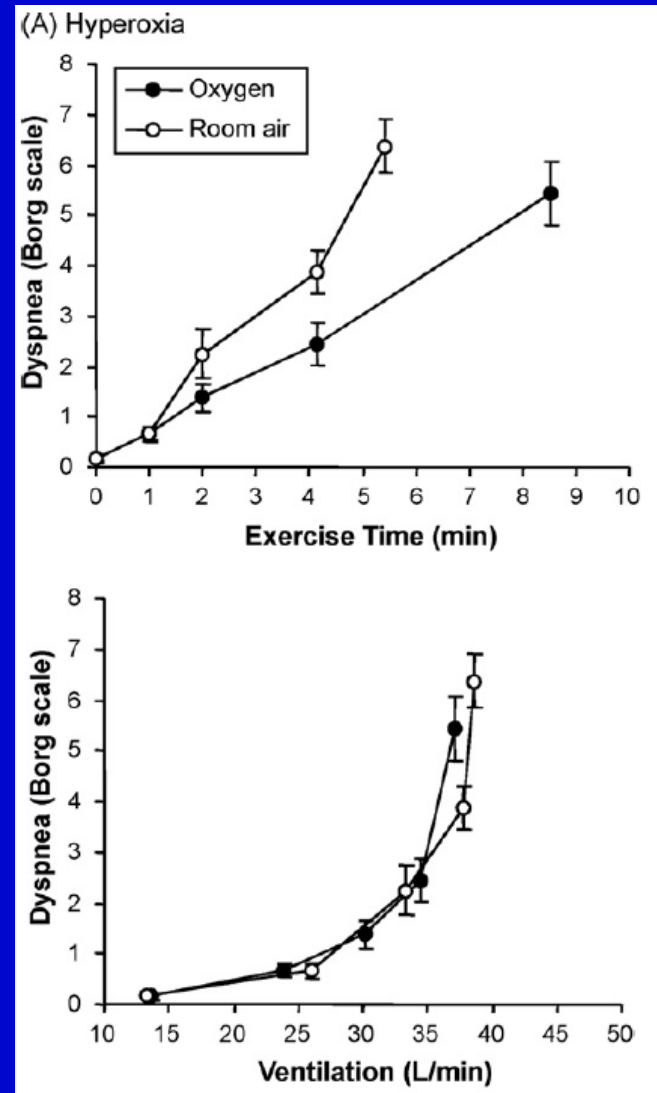 (A) Hyperoxia
8
7
6
5
4
3
2
1
0
Oxygen
Room air
Dyspnea (Borg scale)
0 1 2 3 4 5 6 7 8 9 10
Exercise Time (min)
8
7
6
5
4
3
2
1
0
Dyspnea (Borg scale)
10 15 20 25 30 35 40 45 50
Ventilation (L/min)